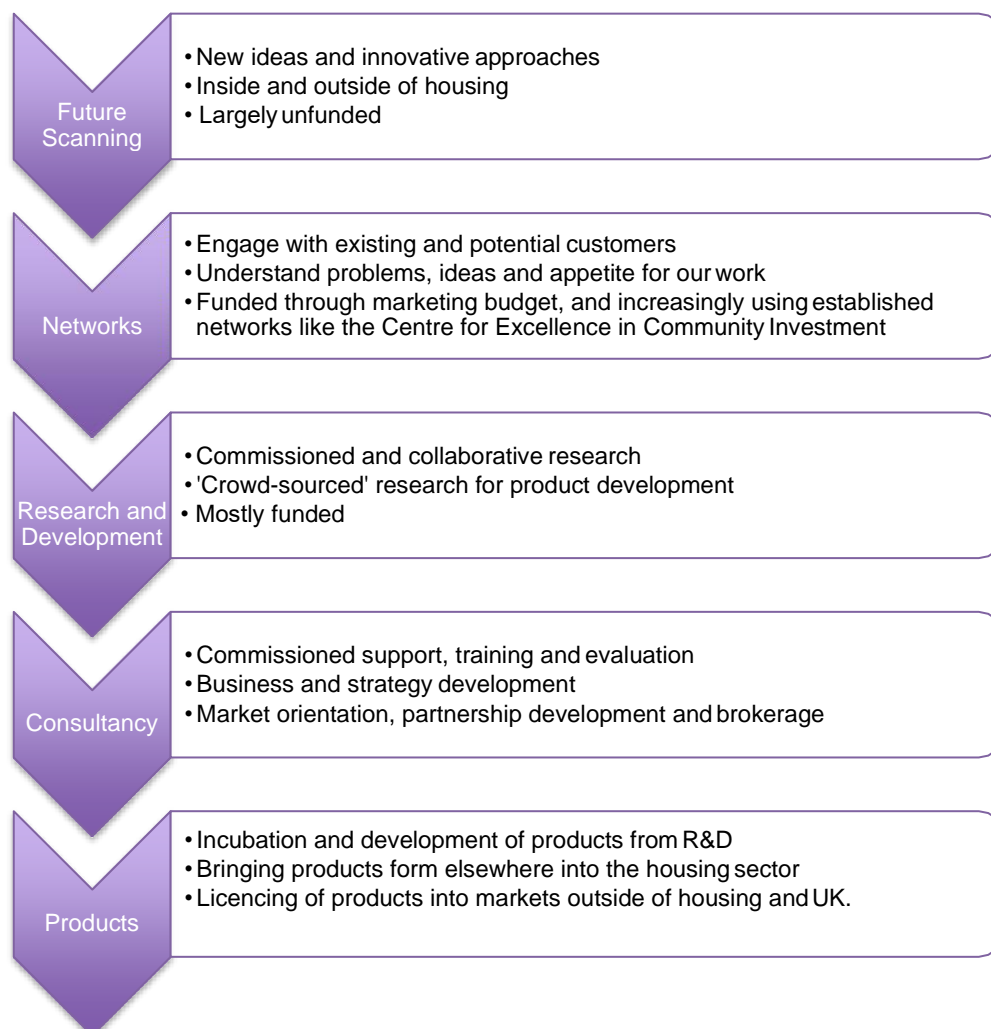 Future
Scanning
• New ideas and innovative approaches
• Inside and outside of housing
• Largely unfunded
Networks
• Engage with existing and potential customers
• Understand problems, ideas and appetite for our work
• Funded through marketing budget, and increasingly using established
networks like the Centre for Excellence in Community Investment
Research and
Development
• Commissioned and collaborative research
• 'Crowd-sourced' research for product development
• Mostly funded
Consultancy
• Commissioned support, training and evaluation
• Business and strategy development
• Market orientation, partnership development and brokerage
Products
• Incubation and development of products from R&D
• Bringing products form elsewhere into the housing sector
• Licencing of products into markets outside of housing and UK.